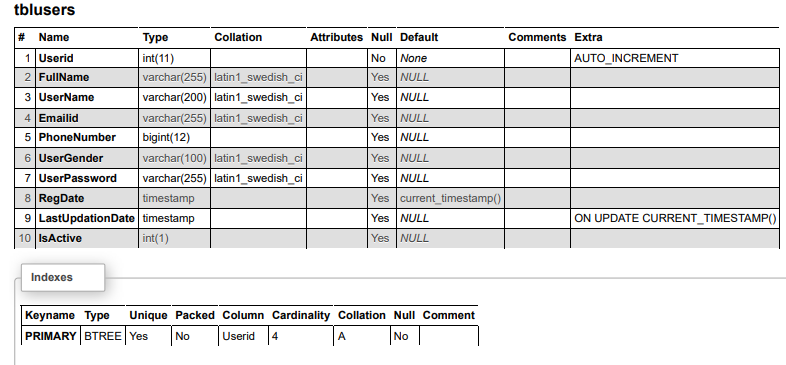 tblusers
# Name Type Collation Attributes Null Default Comments Extra
1 Userid int(11) No None AUTO_INCREMENT
2 FullName varchar(255) latin1_swedish_ci Yes NULL
3 UserName varchar(200) latin1_swedish_ci Yes NULL
4 Emailid varchar(255) latin1_swedish_ci Yes NULL
5 PhoneNumber bigint(12) Yes NULL
6 UserGender varchar(100) latin1_swedish_ci Yes NULL
7 UserPassword varchar(255) latin1_swedish_ci Yes NULL
8 RegDate timestamp Yes current_timestamp()
9 LastUpdationDate timestamp Yes NULL ON UPDATE CURRENT_TIMESTAMP()
10 IsActive int(1) Yes NULL
Indexes
Keyname Type Unique Packed Column Cardinality Collation Null Comment
PRIMARY BTREE Yes No Userid 4 A No